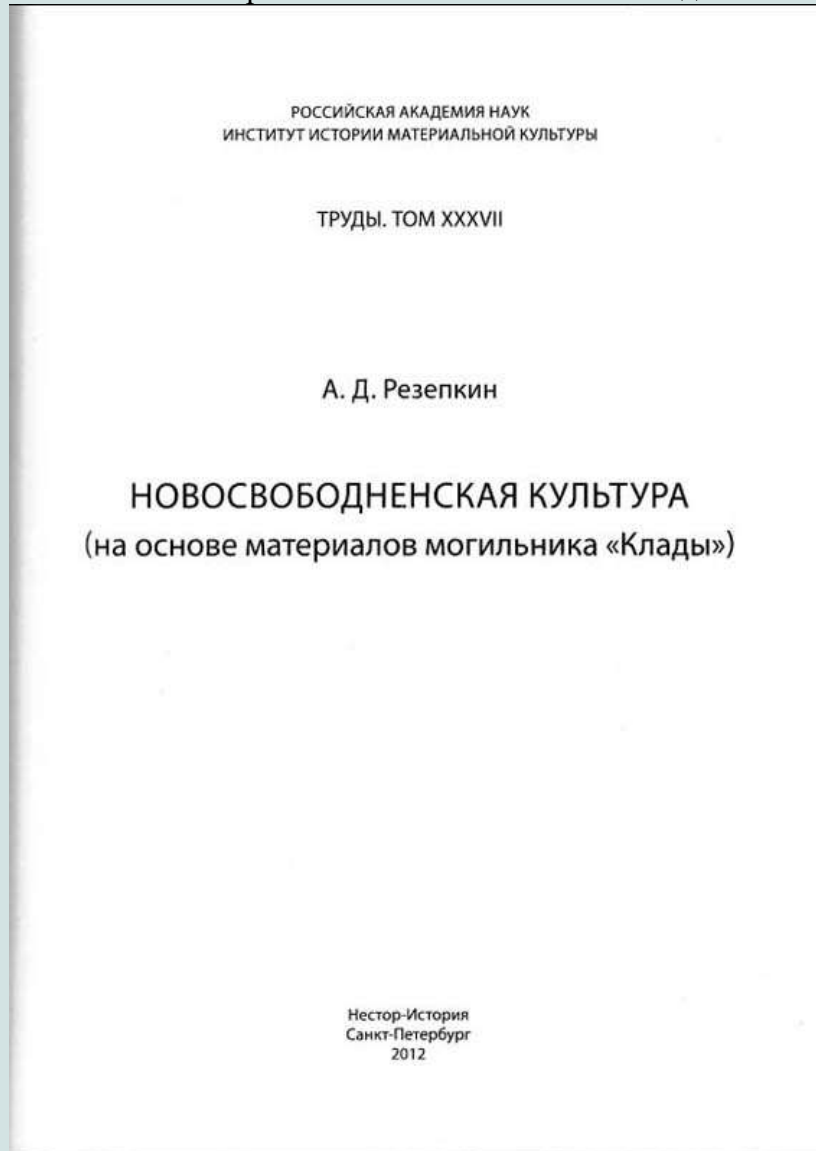 РОССИЙСКАЯ АКАДЕМИЯ НАУК
ИНСТИТУТ ИСТОРИИ МАТЕРИАЛЬНОЙ КУЛЬТУРЫ
ТРУДЫ. ТОМ XXXVII
А. Д. Резепкин
НОВОСВОБОДНЕНСКАЯ КУЛЬТУРА
(на основе материалов могильника «Клады»)
Нестор-История
Санкт-Петербург
2012